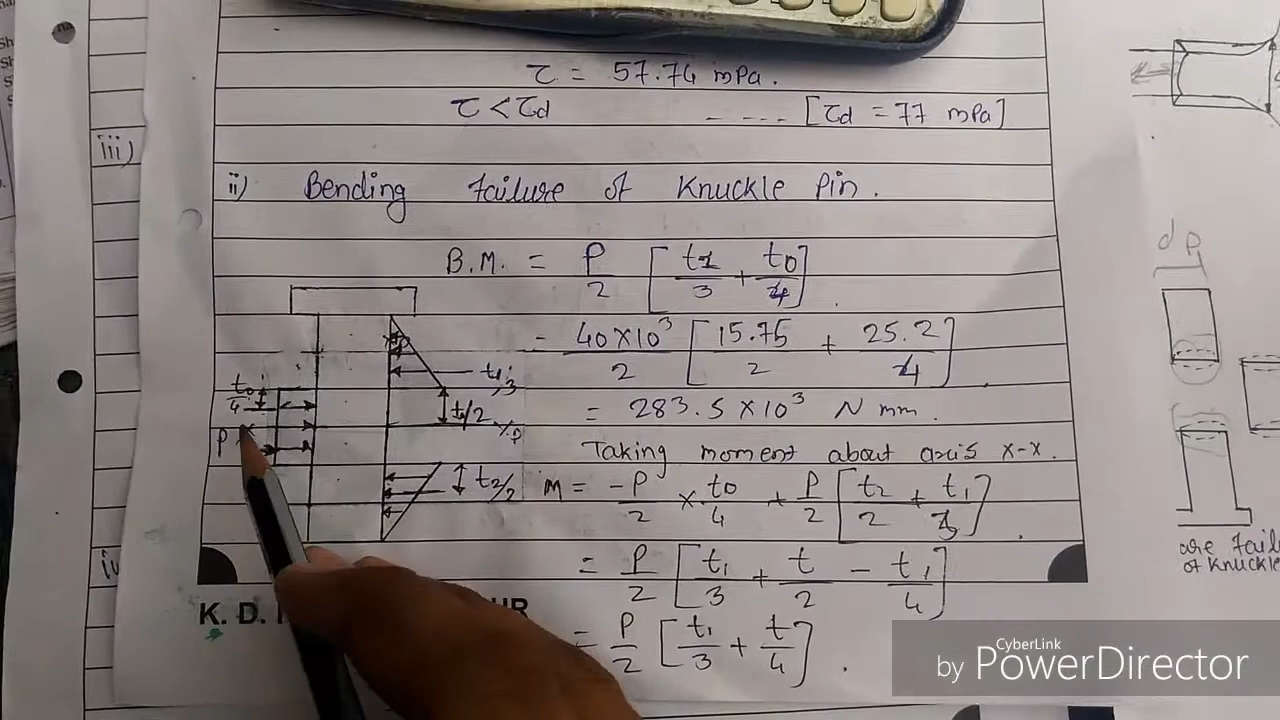 τ = 57.74 mPa.
τ < τd - - - - [τd = 77 mPa]
iii)
ii) Bending failure of Knuckle Pin.
B.M. = P/2 [t1/3 + t0/4]
= 40×10³/2 [15.75/2 + 25.2/4]
t1/3
t0/4
t1/2
= 283.5×10³ N mm.
P x
Taking moment about axis x-x.
t2/2
M = -P/2 × t0/4 + P/2 [t2/2 + t1/3]
= P/2 [t1/3 + t/2 - t1/4]
K. D.
= P/2 [t1/3 + t/4].
dp
are fail
of Knuckle
CyberLink
by PowerDirector